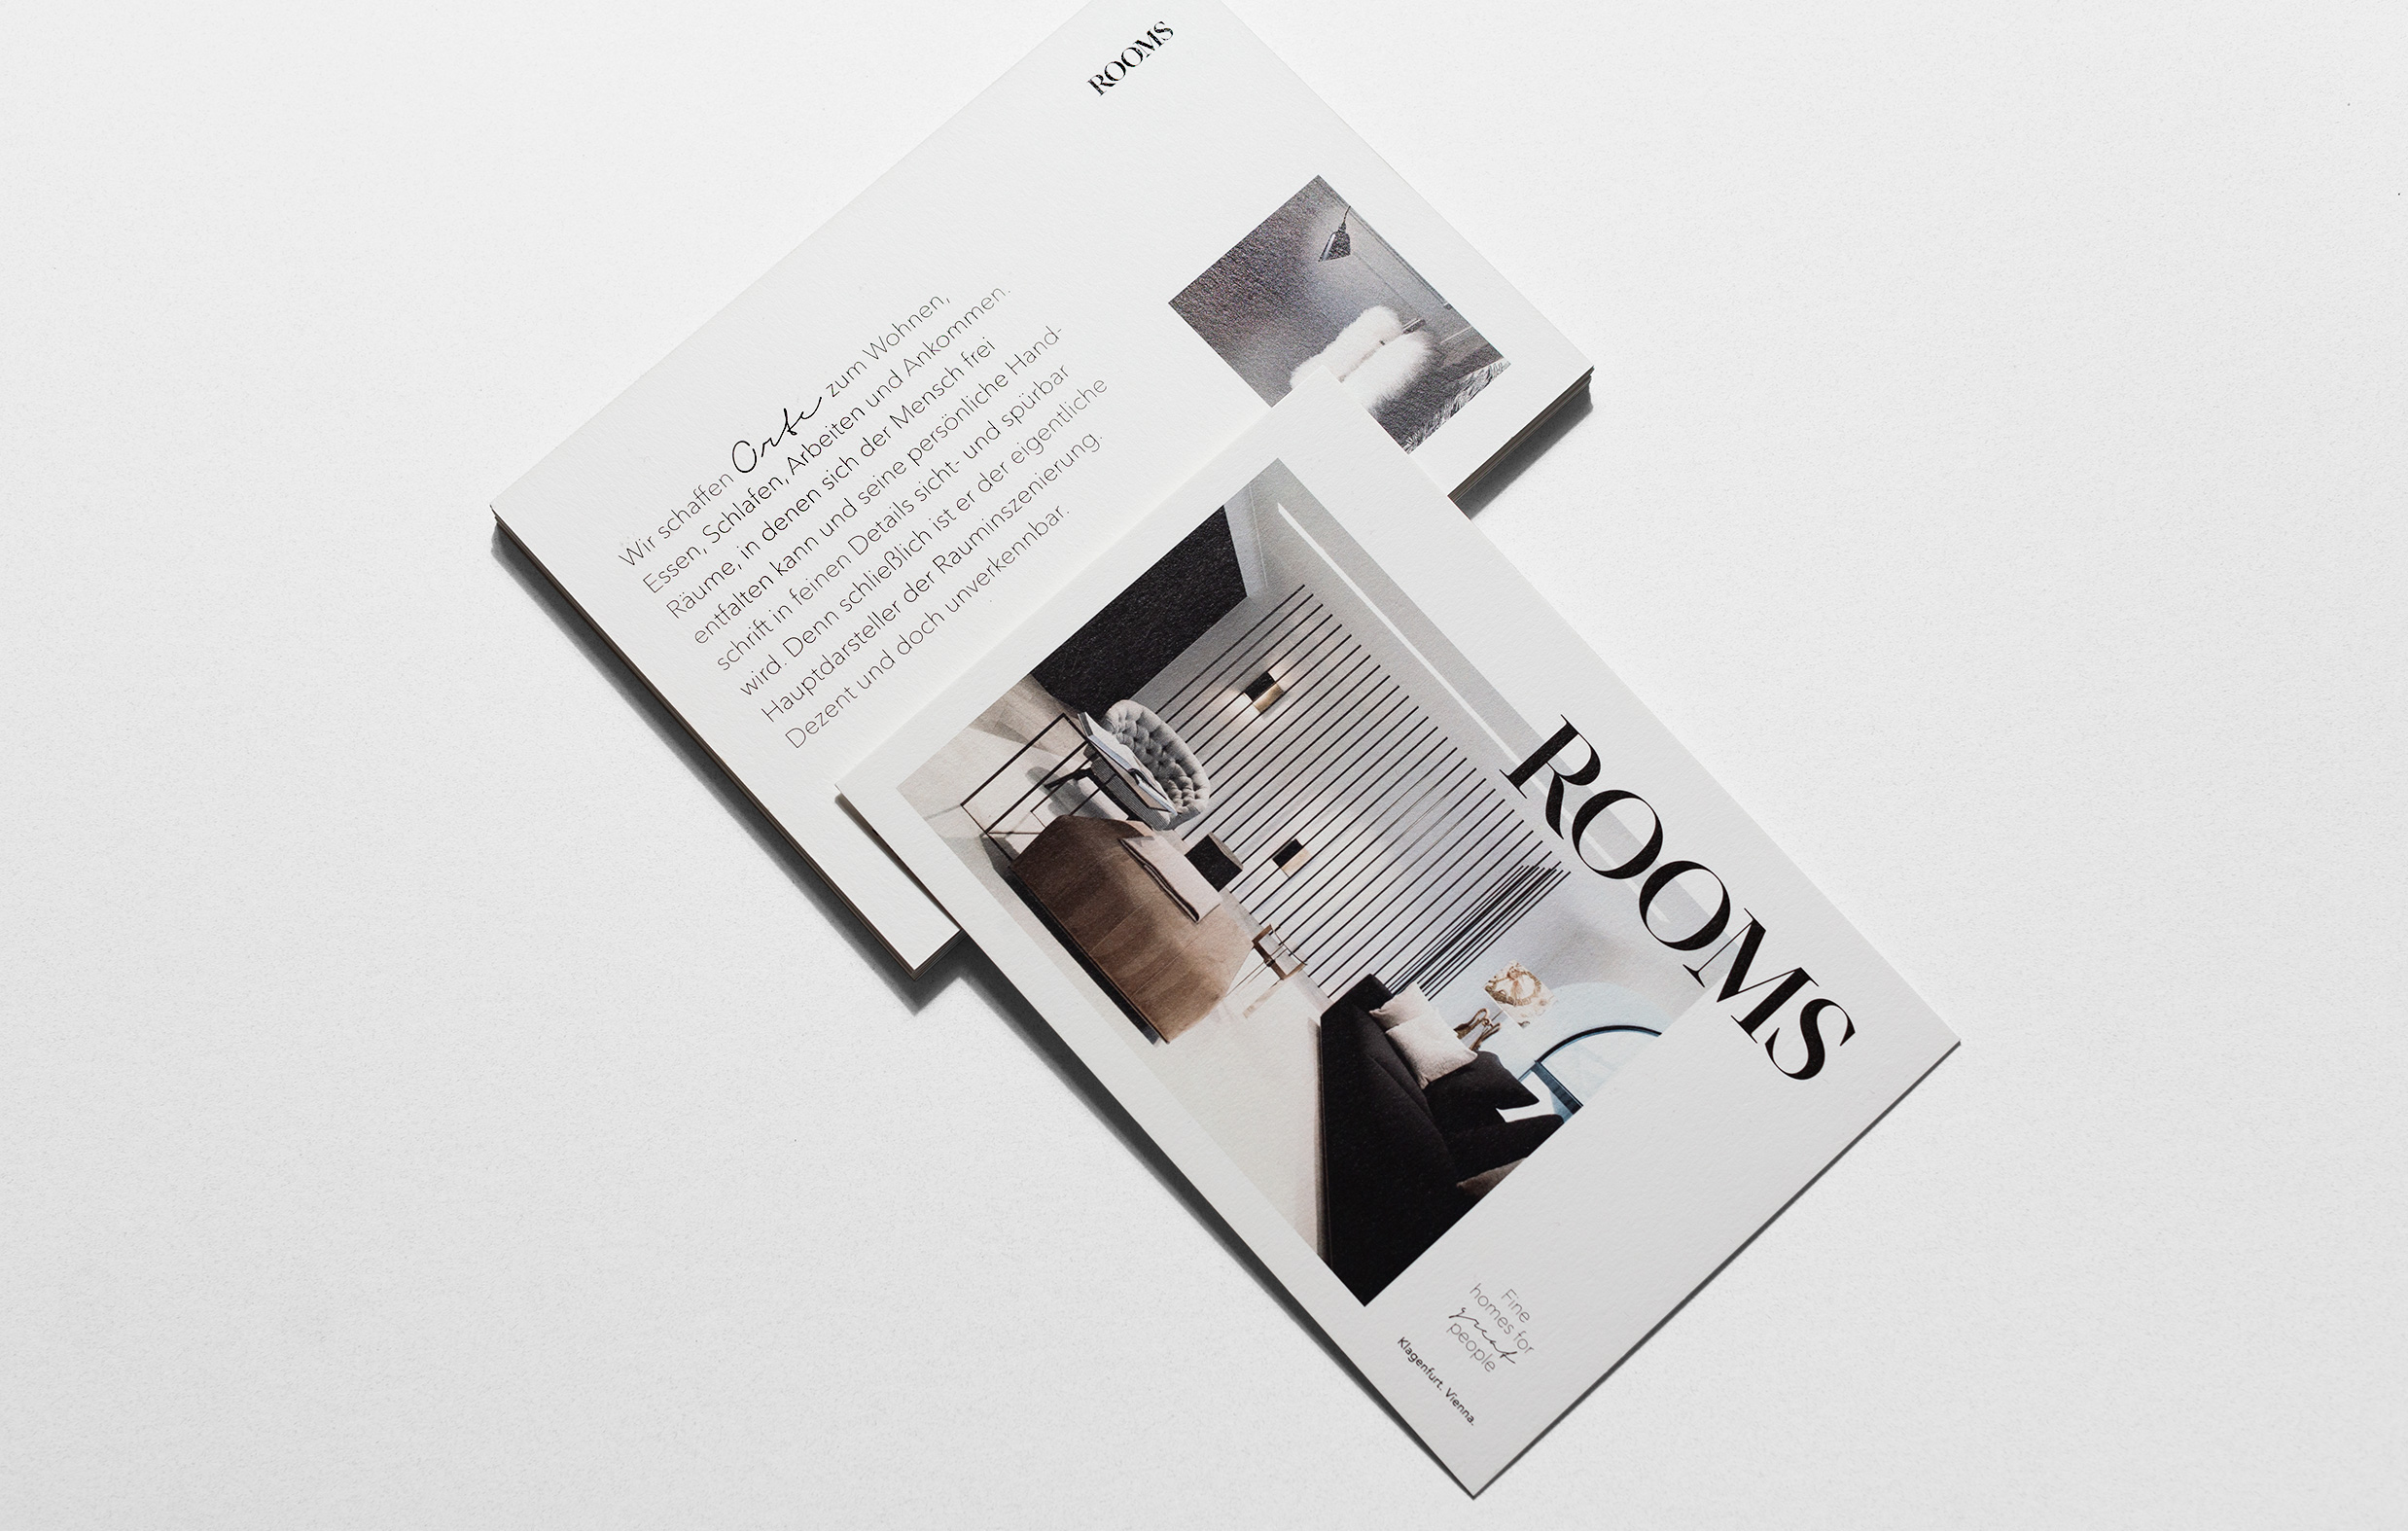 ROOMS
Wir schaffen Orte zum Wohnen,
Essen, Schlafen, Arbeiten und Ankommen.
Räume, in denen sich der Mensch frei
entfalten kann und seine persönliche Hand-
schrift in feinen Details sicht- und spürbar
wird. Denn schließlich ist er der eigentliche
Hauptdarsteller der Rauminszenierung.
Dezent und doch unverkennbar.
ROOMS
Fine
homes for
great
people
Klagenfurt. Vienna.